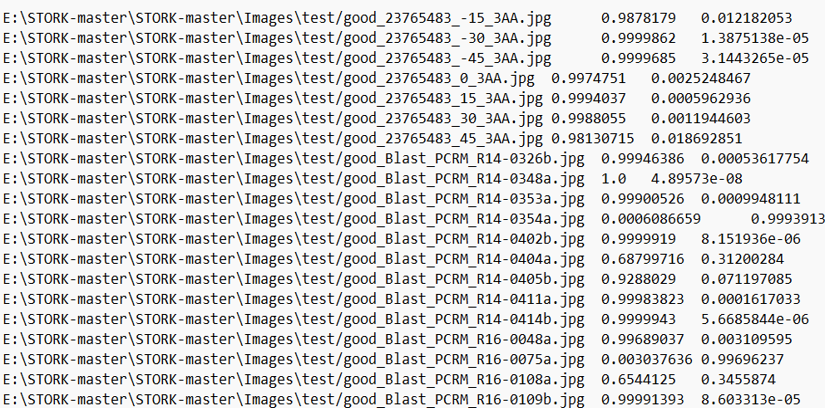 E:\STORK-master\STORK-master\Images\test/good_23765483_-15_3AA.jpg 0.9878179 0.012182053
E:\STORK-master\STORK-master\Images\test/good_23765483_-30_3AA.jpg 0.9999862 1.3875138e-05
E:\STORK-master\STORK-master\Images\test/good_23765483_-45_3AA.jpg 0.9999685 3.1443265e-05
E:\STORK-master\STORK-master\Images\test/good_23765483_0_3AA.jpg 0.9974751 0.0025248467
E:\STORK-master\STORK-master\Images\test/good_23765483_15_3AA.jpg 0.9994037 0.0005962936
E:\STORK-master\STORK-master\Images\test/good_23765483_30_3AA.jpg 0.9988055 0.0011944603
E:\STORK-master\STORK-master\Images\test/good_23765483_45_3AA.jpg 0.98130715 0.018692851
E:\STORK-master\STORK-master\Images\test/good_Blast_PCRM_R14-0326b.jpg 0.99946386 0.00053617754
E:\STORK-master\STORK-master\Images\test/good_Blast_PCRM_R14-0348a.jpg 1.0 4.89573e-08
E:\STORK-master\STORK-master\Images\test/good_Blast_PCRM_R14-0353a.jpg 0.99900526 0.0009948111
E:\STORK-master\STORK-master\Images\test/good_Blast_PCRM_R14-0354a.jpg 0.0006086659 0.9993913
E:\STORK-master\STORK-master\Images\test/good_Blast_PCRM_R14-0402b.jpg 0.9999919 8.151936e-06
E:\STORK-master\STORK-master\Images\test/good_Blast_PCRM_R14-0404a.jpg 0.68799716 0.31200284
E:\STORK-master\STORK-master\Images\test/good_Blast_PCRM_R14-0405b.jpg 0.9288029 0.071197085
E:\STORK-master\STORK-master\Images\test/good_Blast_PCRM_R14-0411a.jpg 0.99983823 0.0001617033
E:\STORK-master\STORK-master\Images\test/good_Blast_PCRM_R14-0414b.jpg 0.9999943 5.6685844e-06
E:\STORK-master\STORK-master\Images\test/good_Blast_PCRM_R16-0048a.jpg 0.99689037 0.003109595
E:\STORK-master\STORK-master\Images\test/good_Blast_PCRM_R16-0075a.jpg 0.003037636 0.99696237
E:\STORK-master\STORK-master\Images\test/good_Blast_PCRM_R16-0108a.jpg 0.6544125 0.3455874
E:\STORK-master\STORK-master\Images\test/good_Blast_PCRM_R16-0109b.jpg 0.99991393 8.603313e-05